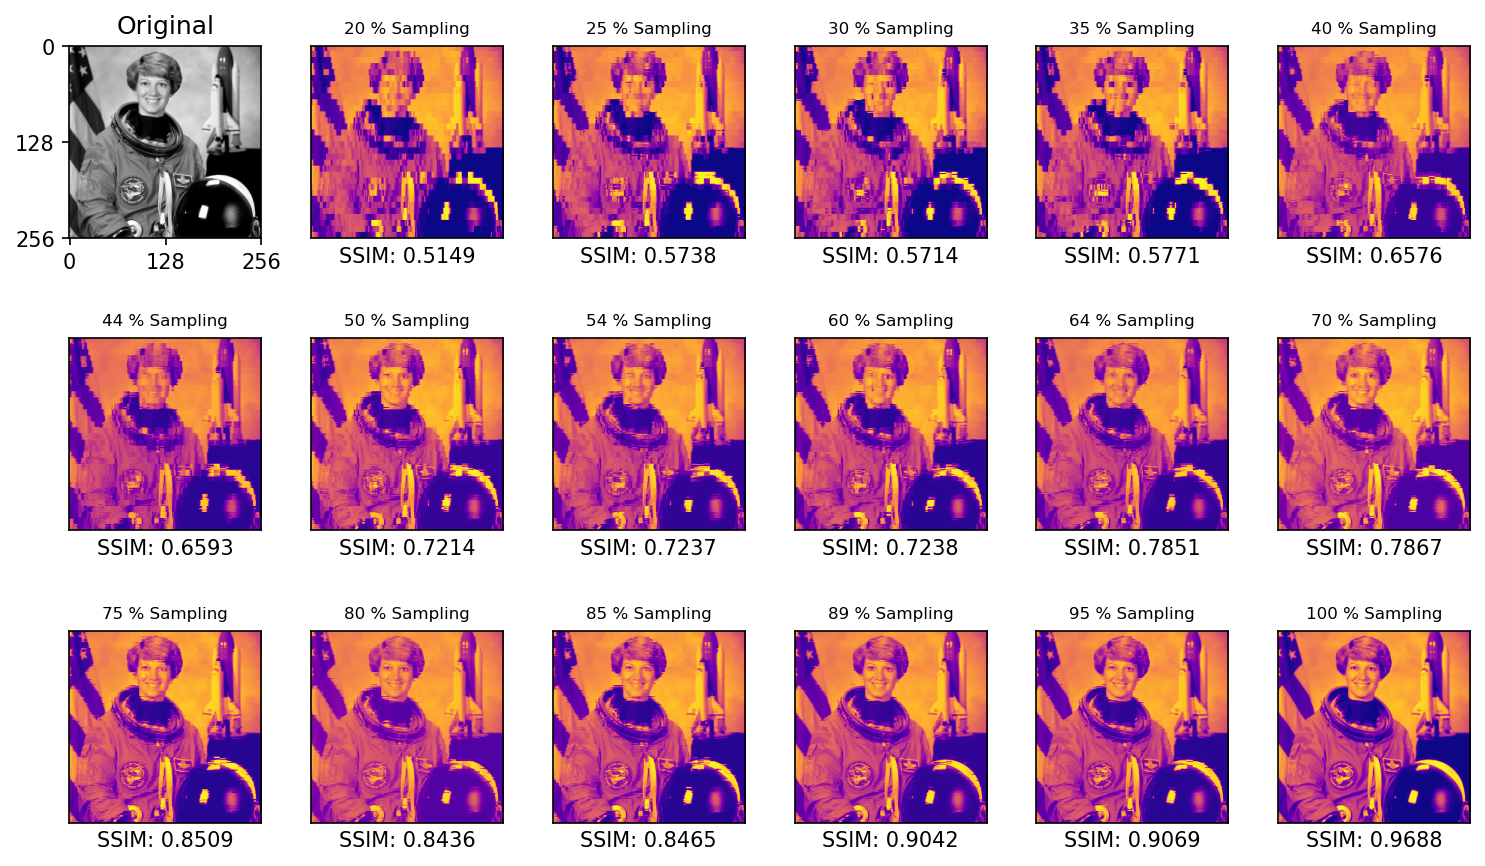 Original
20 % Sampling
25 % Sampling
30 % Sampling
35 % Sampling
40 % Sampling
0
128
256
0
128
256
SSIM: 0.5149
SSIM: 0.5738
SSIM: 0.5714
SSIM: 0.5771
SSIM: 0.6576
44 % Sampling
50 % Sampling
54 % Sampling
60 % Sampling
64 % Sampling
70 % Sampling
SSIM: 0.6593
SSIM: 0.7214
SSIM: 0.7237
SSIM: 0.7238
SSIM: 0.7851
SSIM: 0.7867
75 % Sampling
80 % Sampling
85 % Sampling
89 % Sampling
95 % Sampling
100 % Sampling
SSIM: 0.8509
SSIM: 0.8436
SSIM: 0.8465
SSIM: 0.9042
SSIM: 0.9069
SSIM: 0.9688